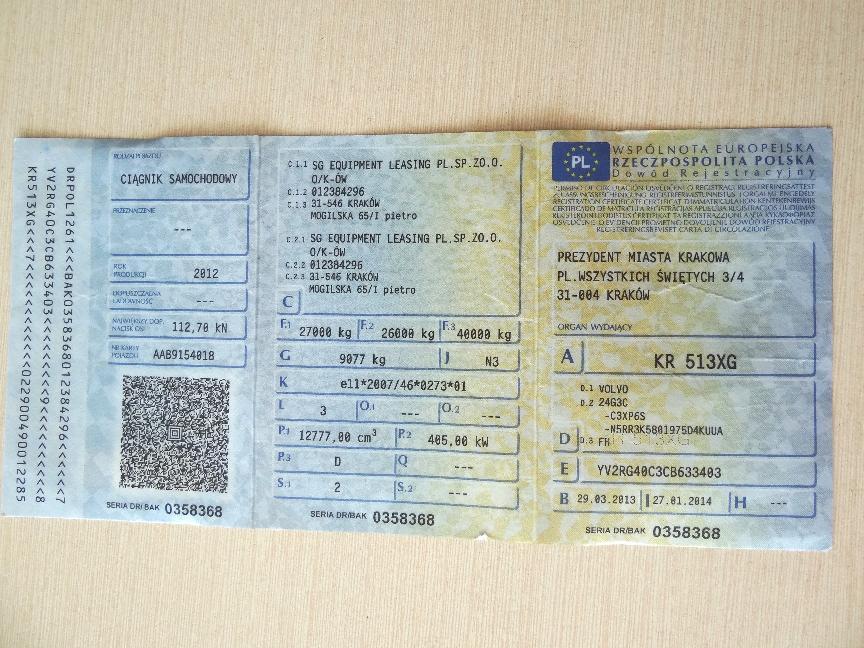 DRPOL1261<<BAK0358368012384296<<<<<<7
YV2RG40C3CB633403<<<<<<<9<<<<<<<<<<8
KR513XG<<<7<<<<<<<<<<022900490012285
RODZAJ POJAZDU
CIĄGNIK SAMOCHODOWY
PRZEZNACZENIE
---
ROK PRODUKCJI 2012
DOPUSZCZALNA ŁADOWNOŚĆ ---
NAJWIĘKSZY DOP. NACISK OSI 112,70 kN
NR KARTY POJAZDU AAB9154018
SERIA DR/BAK 0358368
C.1.1 SG EQUIPMENT LEASING PL.SP.ZO.O.
O/K-ÓW
C.1.2 012384296
C.1.3 31-546 KRAKÓW
MOGILSKA 65/I pietro
C.2.1 SG EQUIPMENT LEASING PL.SP.ZO.O.
O/K-ÓW
C.2.2 012384296
C.2.3 31-546 KRAKÓW
MOGILSKA 65/I pietro
C
F.1 27000 kg F.2 26000 kg F.3 40000 kg
G 9077 kg J N3
K e11*2007/46*0273*01
L 3 O.1 --- O.2 ---
P.1 12777,00 cm³ P.2 405,00 kW
P.3 D Q ---
S.1 2 S.2 ---
SERIA DR/BAK 0358368
PL
WSPÓLNOTA EUROPEJSKA
RZECZPOSPOLITA POLSKA
Dowód Rejestracyjny
PREZYDENT MIASTA KRAKOWA
PL.WSZYSTKICH ŚWIĘTYCH 3/4
31-004 KRAKÓW
ORGAN WYDAJĄCY
A KR 513XG
D.1 VOLVO
D.2 24G3C
-C3XP6S
-N5RR3K5801975D4KUUA
D D.3 FH
E YV2RG40C3CB633403
B 29.03.2013 I 27.01.2014 H ---
SERIA DR/BAK 0358368